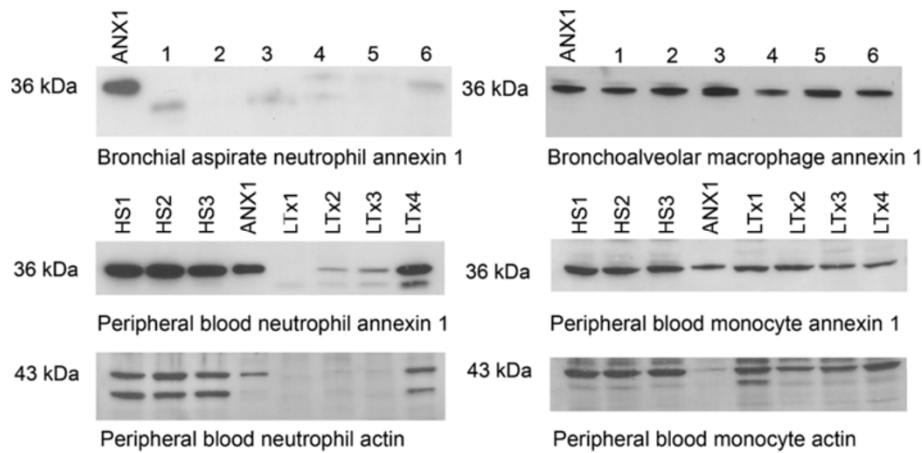 ANX1 1 2 3 4 5 6
36 kDa
Bronchial aspirate neutrophil annexin 1
ANX1 1 2 3 4 5 6
36 kDa
Bronchoalveolar macrophage annexin 1
HS1 HS2 HS3 ANX1 LTx1 LTx2 LTx3 LTx4
36 kDa
Peripheral blood neutrophil annexin 1
HS1 HS2 HS3 ANX1 LTx1 LTx2 LTx3 LTx4
36 kDa
Peripheral blood monocyte annexin 1
43 kDa
Peripheral blood neutrophil actin
43 kDa
Peripheral blood monocyte actin